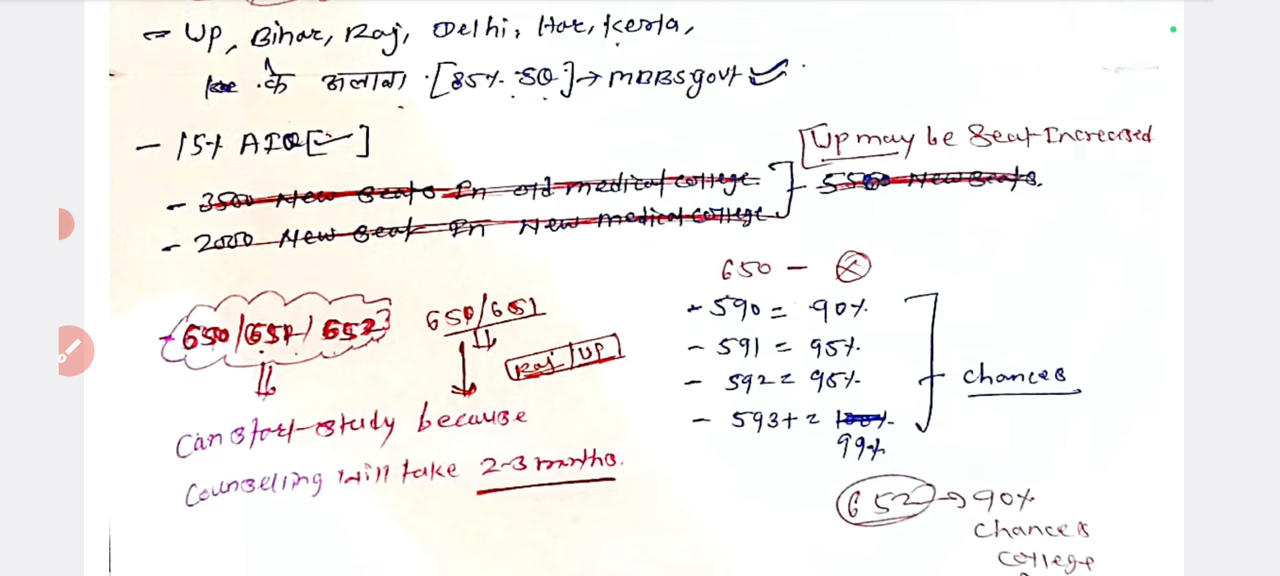 UP, Bihar, Raj, Delhi, Har, Kerla,
के अलावा [85% SQ] → MBBS govt
- 15% AIQ [ ]
[UP may be Seat Increased
- 3500 New Seats In old medical college
- 5500 New Seats.
- 2000 New Seat In New medical college
650 -
- 650/651/652
650/651
Raj/UP
- 590 = 90%
- 591 = 95%
- 592 = 95%
- 593+ = 100%
99%
chances
Can start study because
counselling will take 2-3 months.
652 → 90%
chances
college